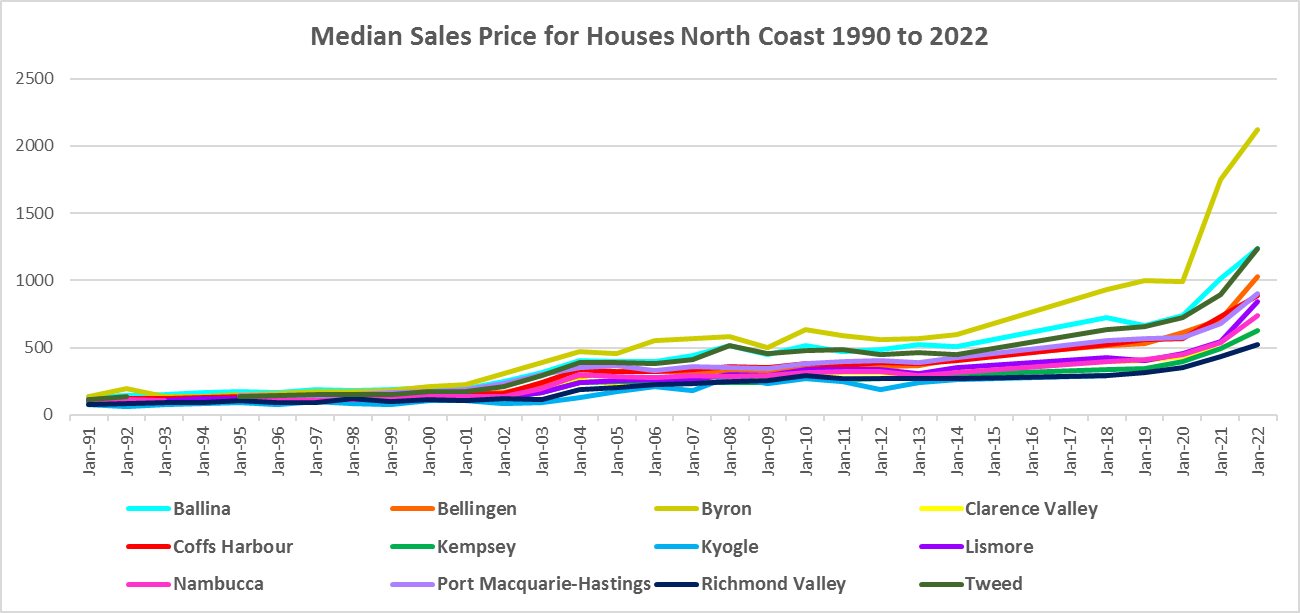 Median Sales Price for Houses North Coast 1990 to 2022
2500
2000
1500
1000
500
0
Jan-91
Jan-92
Jan-93
Jan-94
Jan-95
Jan-96
Jan-97
Jan-98
Jan-99
Jan-00
Jan-01
Jan-02
Jan-03
Jan-04
Jan-05
Jan-06
Jan-07
Jan-08
Jan-09
Jan-10
Jan-11
Jan-12
Jan-13
Jan-14
Jan-15
Jan-16
Jan-17
Jan-18
Jan-19
Jan-20
Jan-21
Jan-22
Ballina Bellingen Byron Clarence Valley
Coffs Harbour Kempsey Kyogle Lismore
Nambucca Port Macquarie-Hastings Richmond Valley Tweed